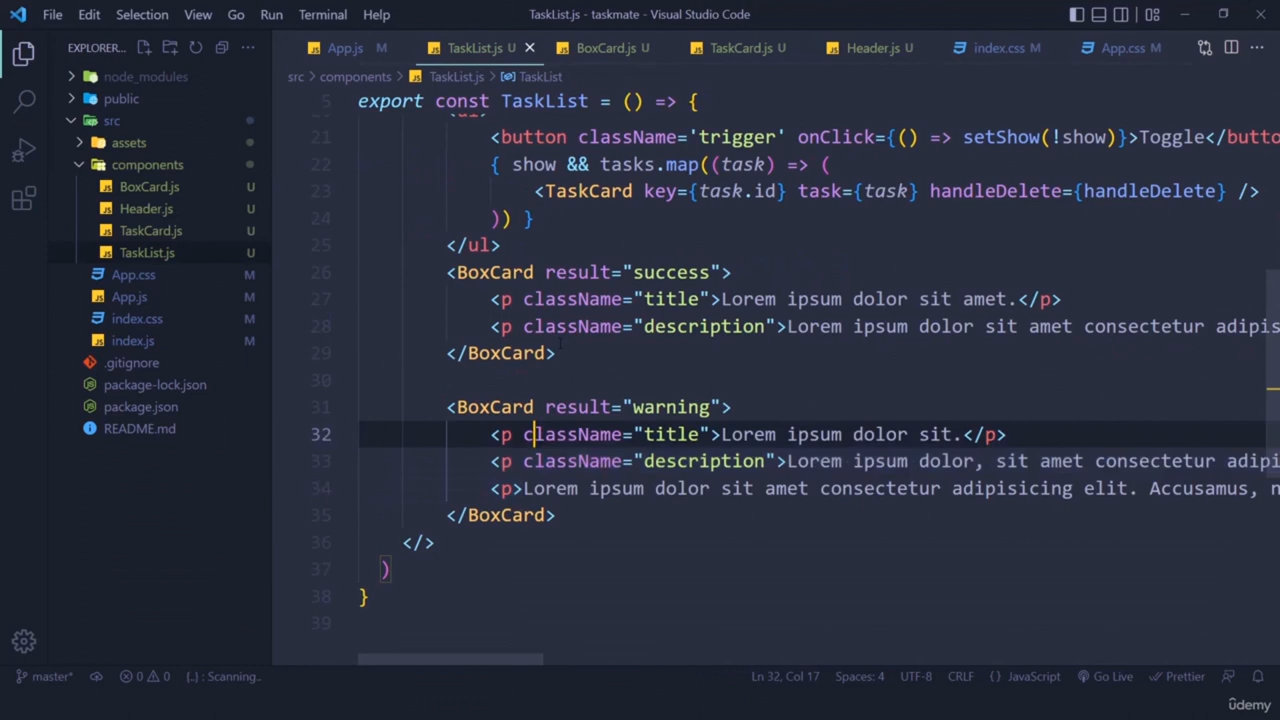 File Edit Selection View Go Run Terminal Help TaskList.js - taskmate - Visual Studio Code
EXPLORER...
App.js M TaskList.js U BoxCard.js U TaskCard.js U Header.js U index.css M App.css M
src > components > TaskList.js > TaskList
node_modules
public
src
assets
components
BoxCard.js U
Header.js U
TaskCard.js U
TaskList.js U
App.css M
App.js M
index.css M
index.js M
.gitignore
package-lock.json
package.json
README.md
5 export const TaskList = () => {
<ul>
21 <button className='trigger' onClick={() => setShow(!show)}>Toggle</button
22 { show && tasks.map((task) => (
23 <TaskCard key={task.id} task={task} handleDelete={handleDelete} />
24 )) }
25 </ul>
26 <BoxCard result="success">
27 <p className="title">Lorem ipsum dolor sit amet.</p>
28 <p className="description">Lorem ipsum dolor sit amet consectetur adipis
29 </BoxCard>
30
31 <BoxCard result="warning">
32 <p className="title">Lorem ipsum dolor sit.</p>
33 <p className="description">Lorem ipsum dolor, sit amet consectetur adipi
34 <p>Lorem ipsum dolor sit amet consectetur adipisicing elit. Accusamus, n
35 </BoxCard>
36 </>
37 )
38 }
39
master* 0 0 {..} : Scanning.. Ln 32, Col 17 Spaces: 4 UTF-8 CRLF {} JavaScript Go Live Prettier
udemy